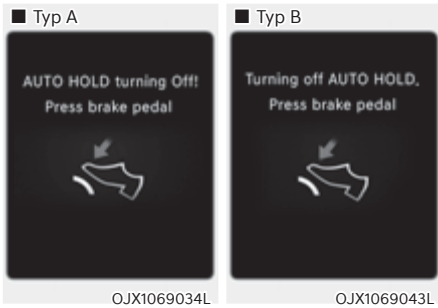 ■ Typ A
AUTO HOLD turning Off!
Press brake pedal
OJX1069034L
■ Typ B
Turning off AUTO HOLD,
Press brake pedal
OJX1069043L